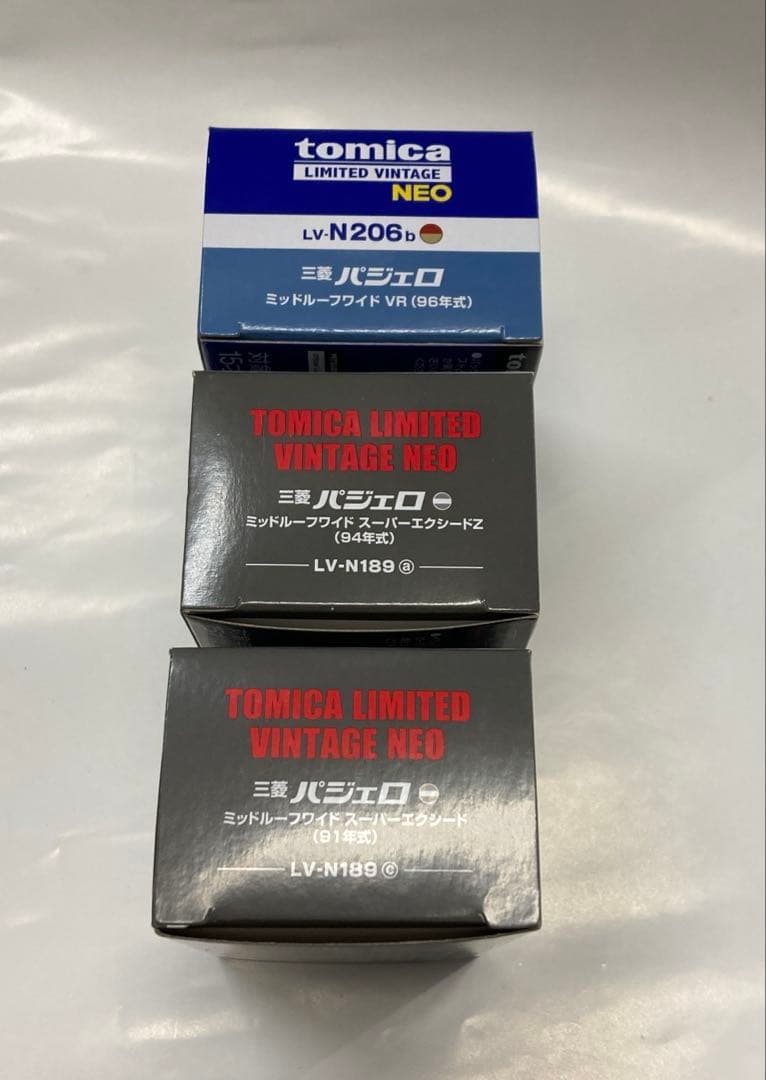 tomica
LIMITED VINTAGE
NEO
LV-N206b
三菱 パジェロ
ミッドルーフワイド VR (96年式)
TOMICA LIMITED
VINTAGE NEO
三菱 パジェロ
ミッドルーフワイド スーパーエクシードZ
(94年式)
LV-N189 ⓐ
TOMICA LIMITED
VINTAGE NEO
三菱 パジェロ
ミッドルーフワイド スーパーエクシード
(91年式)
LV-N189 ⓒ